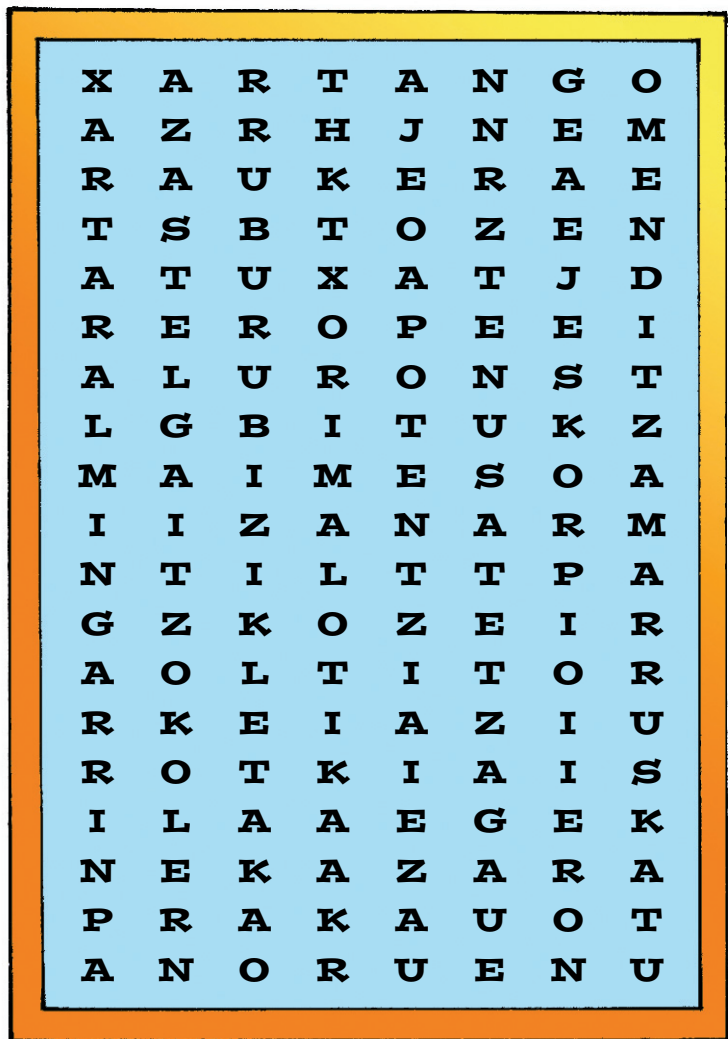 X A R T A N G O
A Z R H J N E M
R A U K E R A E
T S B T O Z E N
A T U X A T J D
R E R O P E E I
A L U R O N S T
L G B I T U K Z
M A I M E S O A
I I Z A N A R M
N T I L T T P A
G Z K O Z E I R
A O L T I T O R
R K E I A Z I U
R O T K I A I S
I L A A E G E K
N E K A Z A R A
P R A K A U O T
A N O R U E N U